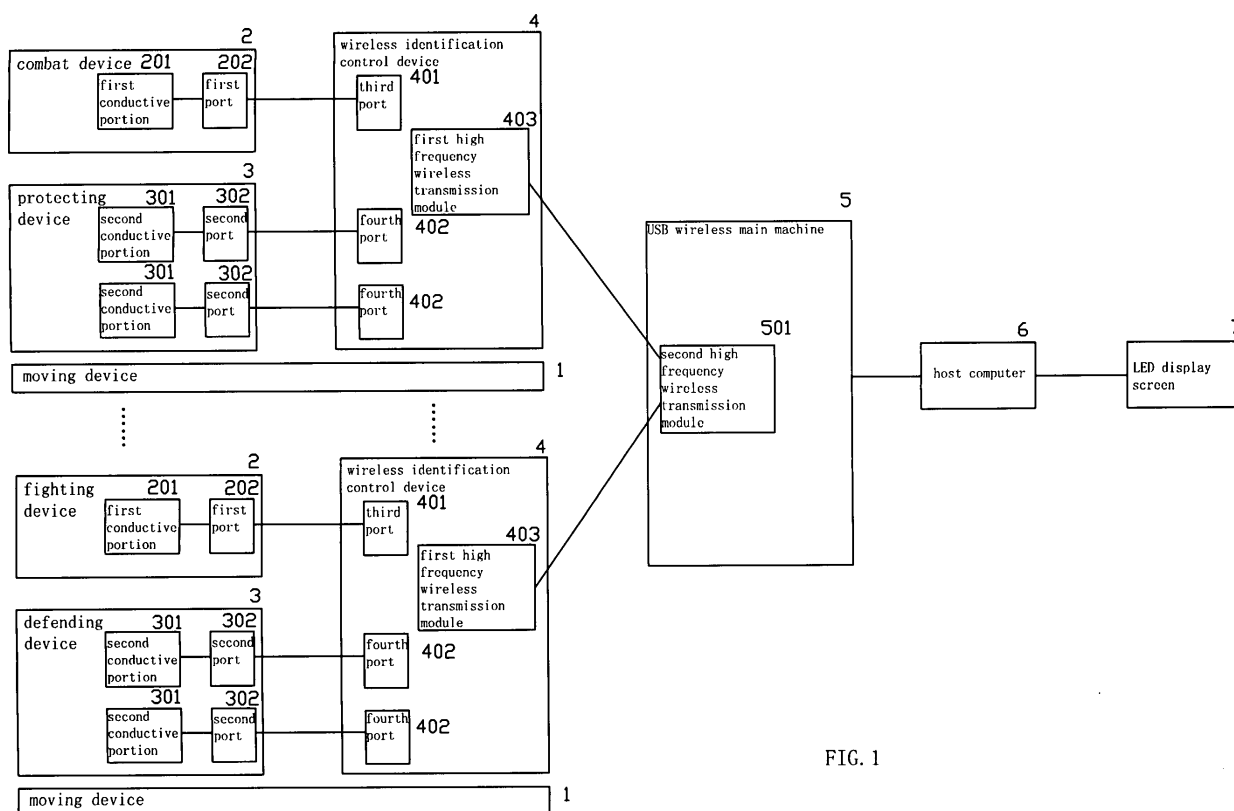 2
combat device
201
202
first
conductive
portion
first
port
4
wireless identification
control device
401
third
port
403
first high
frequency
wireless
transmission
module
3
protecting
device
301
302
second
conductive
portion
second
port
fourth
port
402
301
302
second
conductive
portion
second
port
fourth
port
402
moving device
1
5
USB wireless main machine
501
second high
frequency
wireless
transmission
module
6
host computer
7
LED display
screen
2
fighting
device
201
202
first
conductive
portion
first
port
4
wireless identification
control device
401
third
port
403
first high
frequency
wireless
transmission
module
3
defending
device
301
302
second
conductive
portion
second
port
fourth
port
402
301
302
second
conductive
portion
second
port
fourth
port
402
moving device
1
FIG. 1